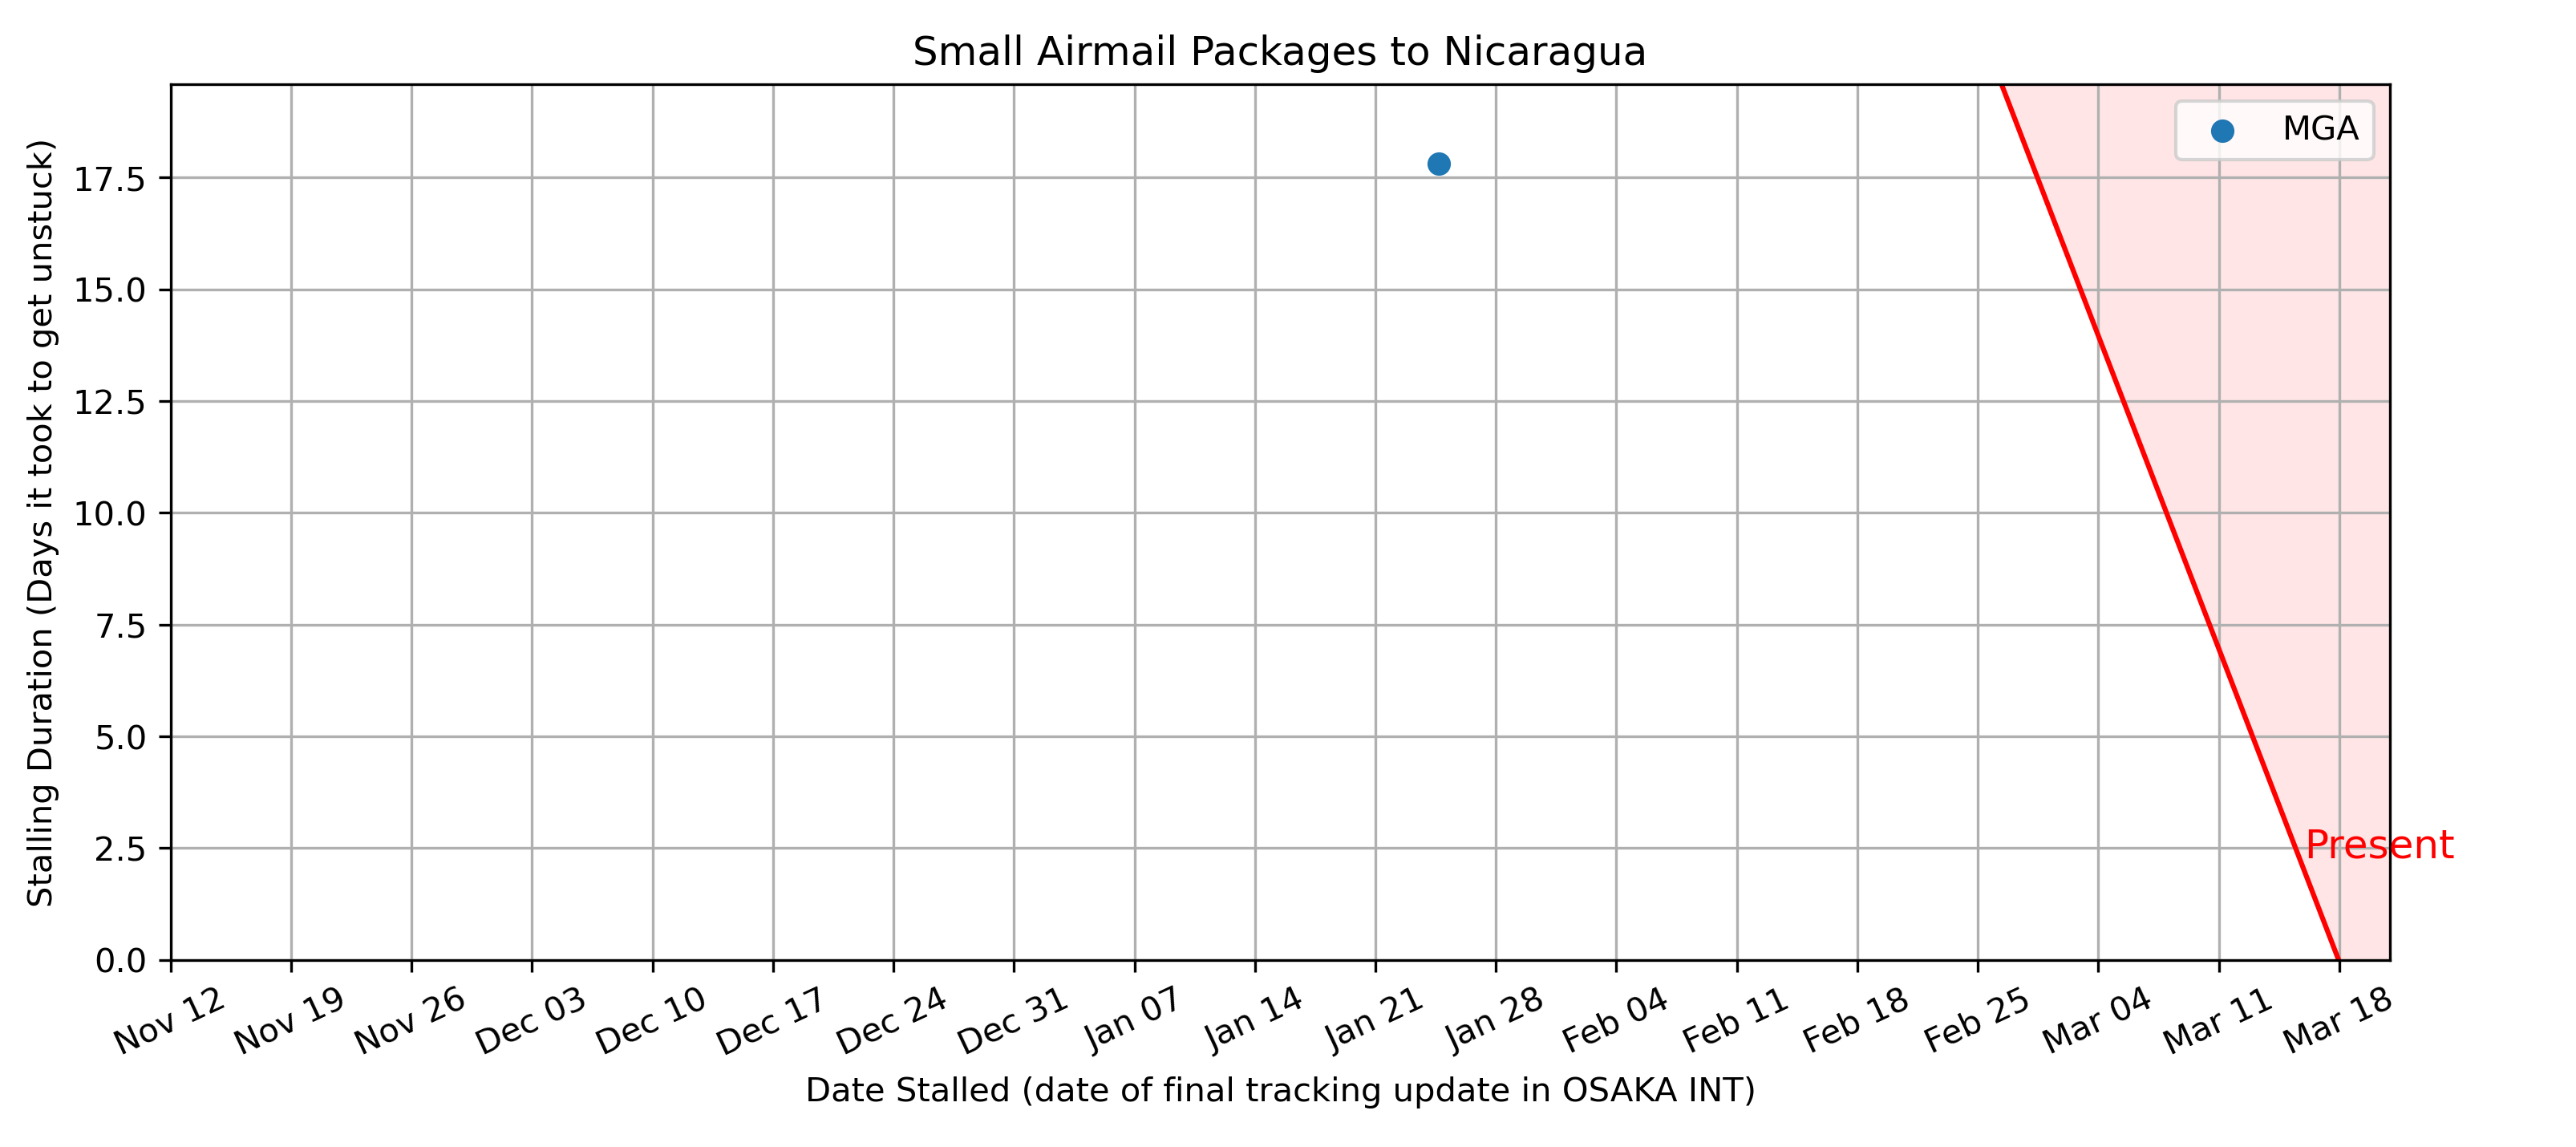 Small Airmail Packages to Nicaragua
MGA
Stalling Duration (Days it took to get unstuck)
17.5
15.0
12.5
10.0
7.5
5.0
2.5
0.0
Present
Nov 12 Nov 19 Nov 26 Dec 03 Dec 10 Dec 17 Dec 24 Dec 31 Jan 07 Jan 14 Jan 21 Jan 28 Feb 04 Feb 11 Feb 18 Feb 25 Mar 04 Mar 11 Mar 18
Date Stalled (date of final tracking update in OSAKA INT)